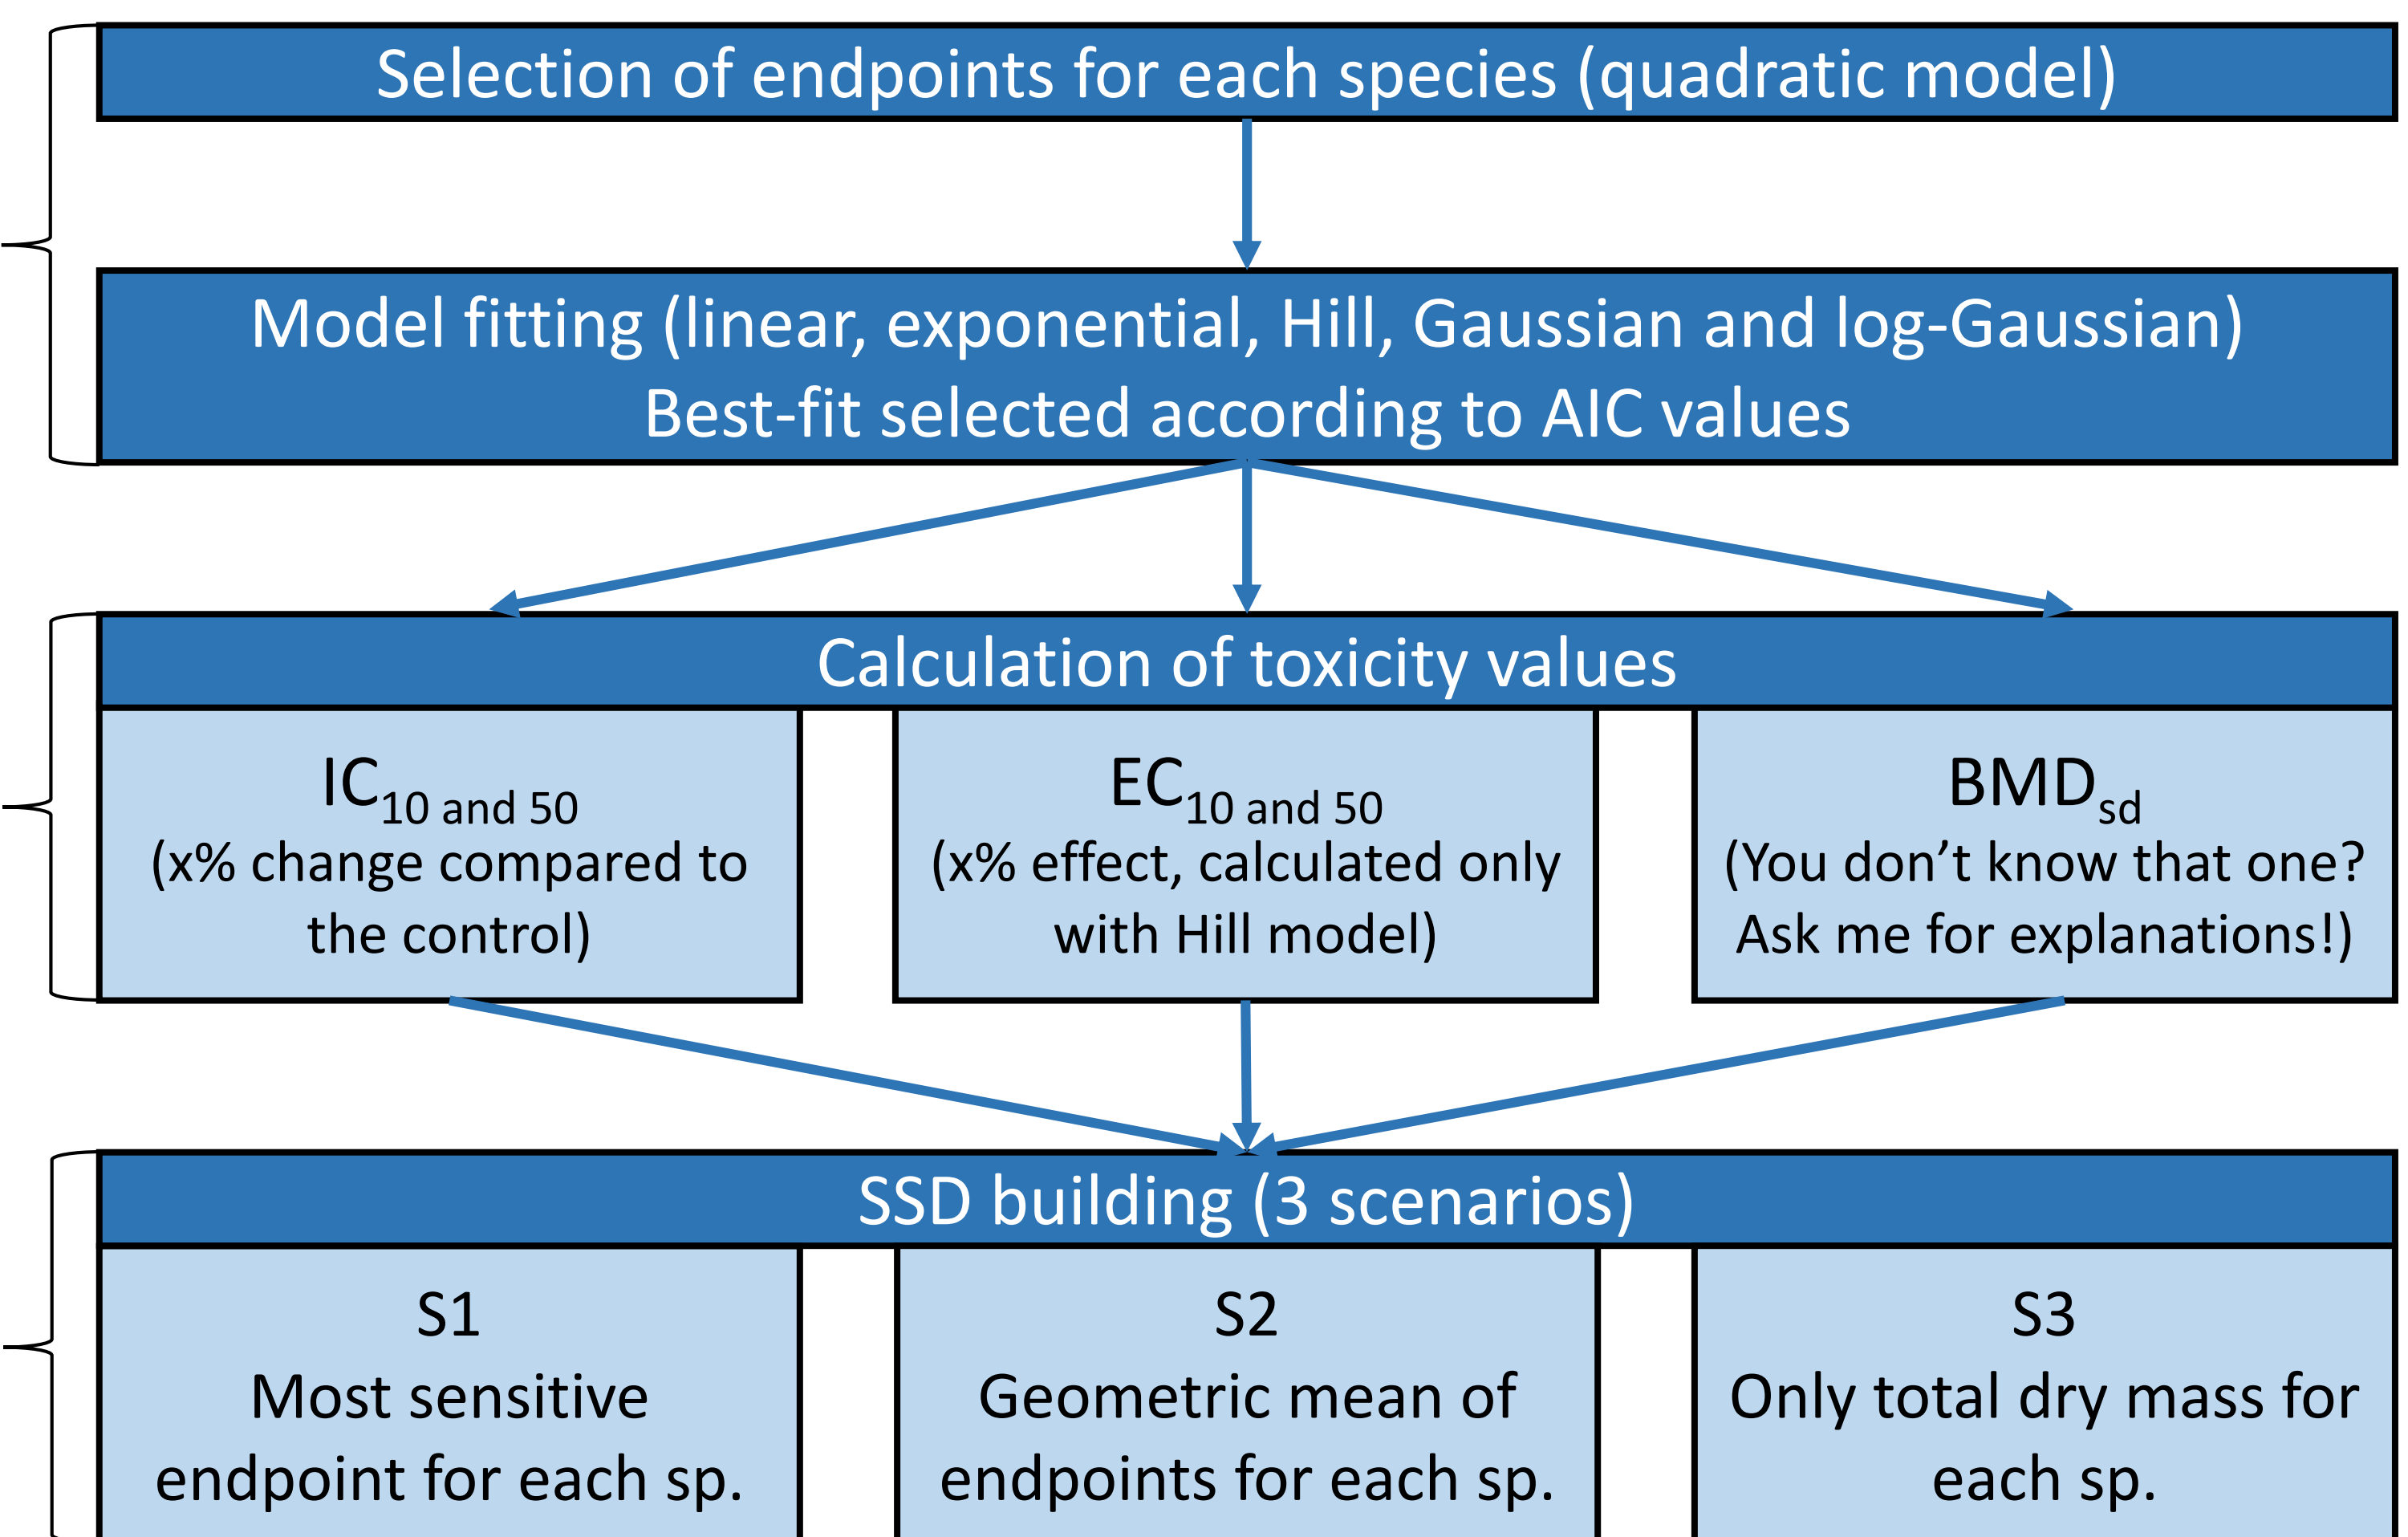 Selection of endpoints for each species (quadratic model)
Model fitting (linear, exponential, Hill, Gaussian and log-Gaussian)
Best-fit selected according to AIC values
Calculation of toxicity values
IC10 and 50
(x% change compared to
the control)
EC10 and 50
(x% effect, calculated only
with Hill model)
BMDsd
(You don’t know that one?
Ask me for explanations!)
SSD building (3 scenarios)
S1
Most sensitive
endpoint for each sp.
S2
Geometric mean of
endpoints for each sp.
S3
Only total dry mass for
each sp.